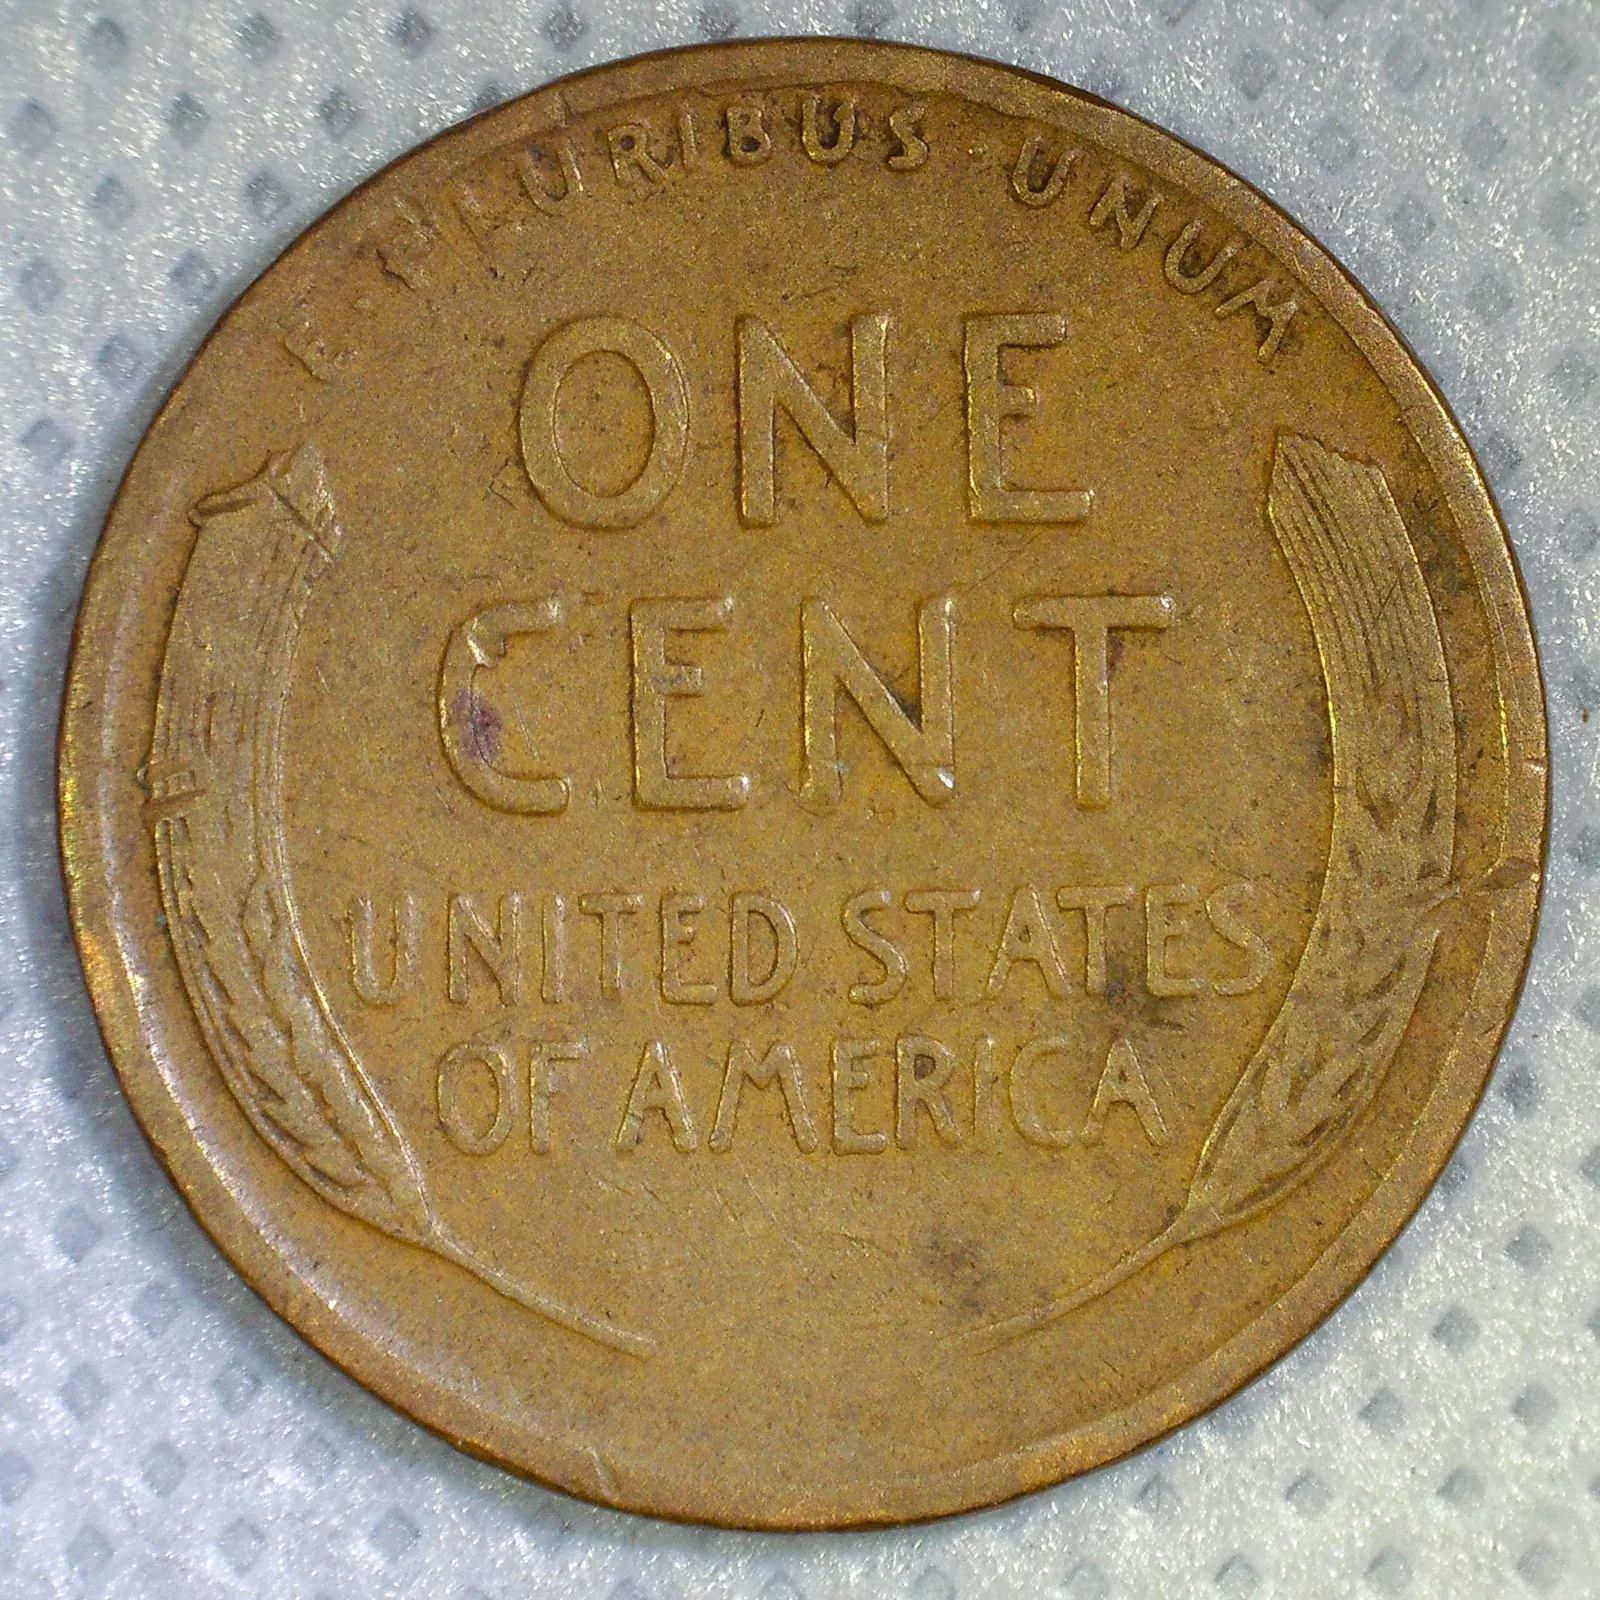 E·PLURIBUS·UNUM
ONE
CENT
UNITED STATES
OF AMERICA